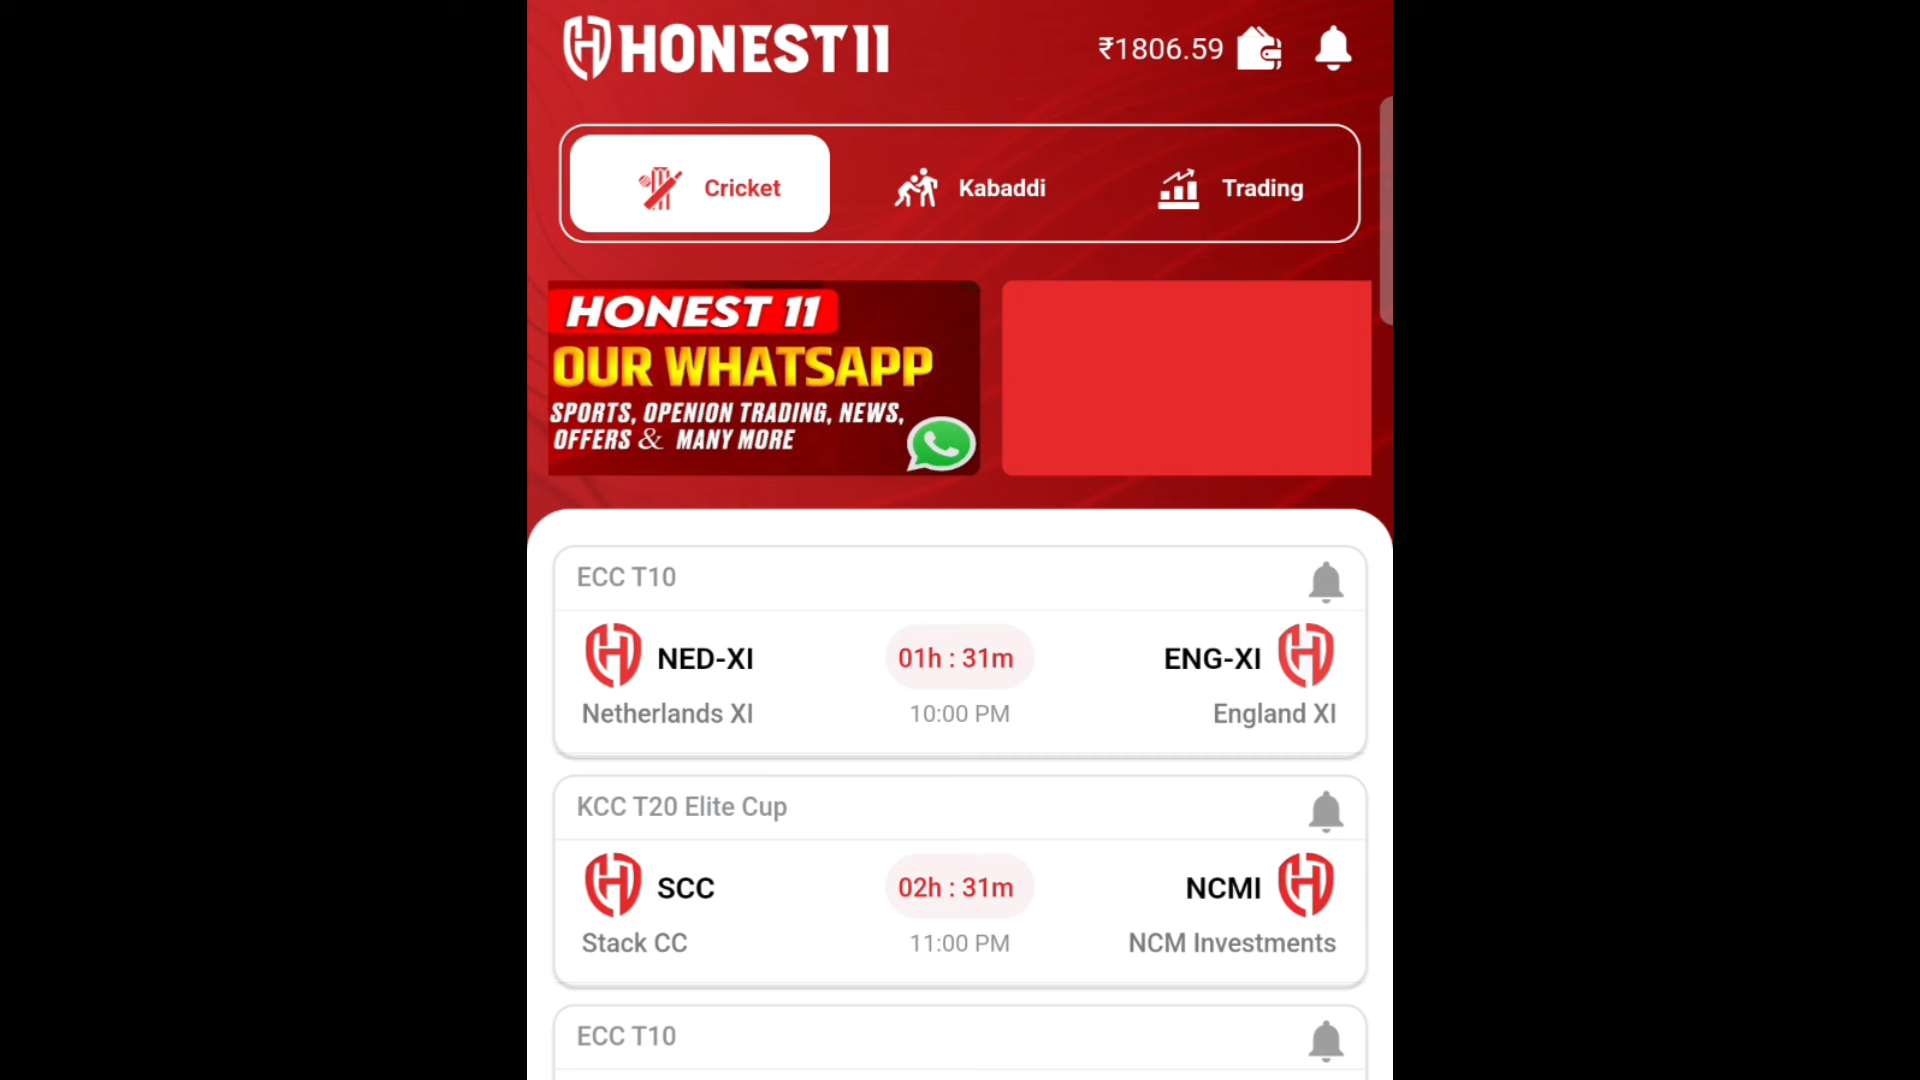 HONEST11
₹1806.59
Cricket
Kabaddi
Trading
HONEST 11
OUR WHATSAPP
SPORTS, OPENION TRADING, NEWS,
OFFERS & MANY MORE
ECC T10
NED-XI
01h : 31m
ENG-XI
Netherlands XI
10:00 PM
England XI
KCC T20 Elite Cup
SCC
02h : 31m
NCMI
Stack CC
11:00 PM
NCM Investments
ECC T10